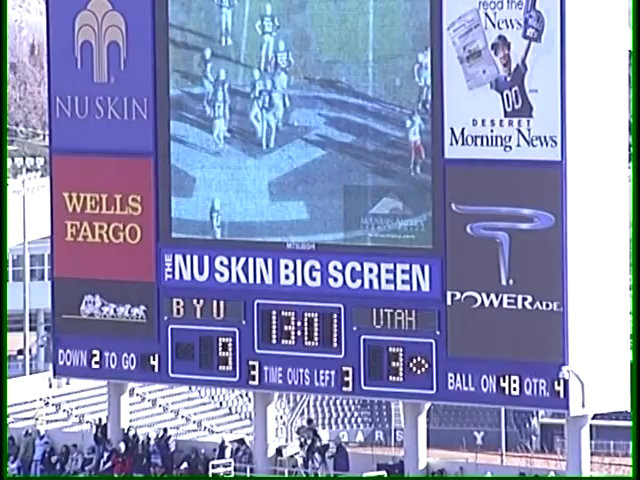 NU SKIN
WELLS
FARGO
read the
News
00
DESERET
Morning News
MITSUBISHI
THE NU SKIN BIG SCREEN
POWERADE
BYU
13:01
UTAH
9
3
DOWN 2 TO GO 4
3 TIME OUTS LEFT 3
BALL ON 48 QTR. 4
GARS
Y